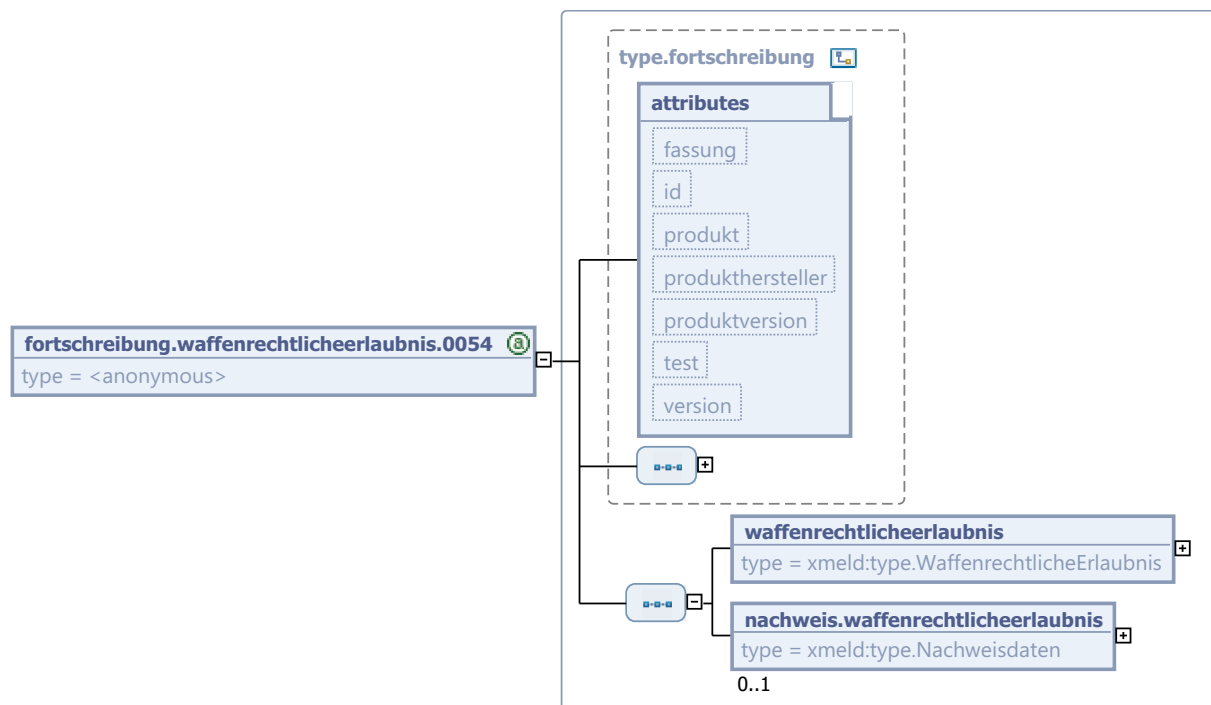 type.fortschreibung
attributes
fassung
id
produkt
produkthersteller
produktversion
test
version
fortschreibung.waffenrechtlicheerlaubnis.0054 @
type = <anonymous>
waffenrechtlicheerlaubnis
type = xmeld:type.WaffenrechtlicheErlaubnis
nachweis.waffenrechtlicheerlaubnis
type = xmeld:type.Nachweisdaten
0..1